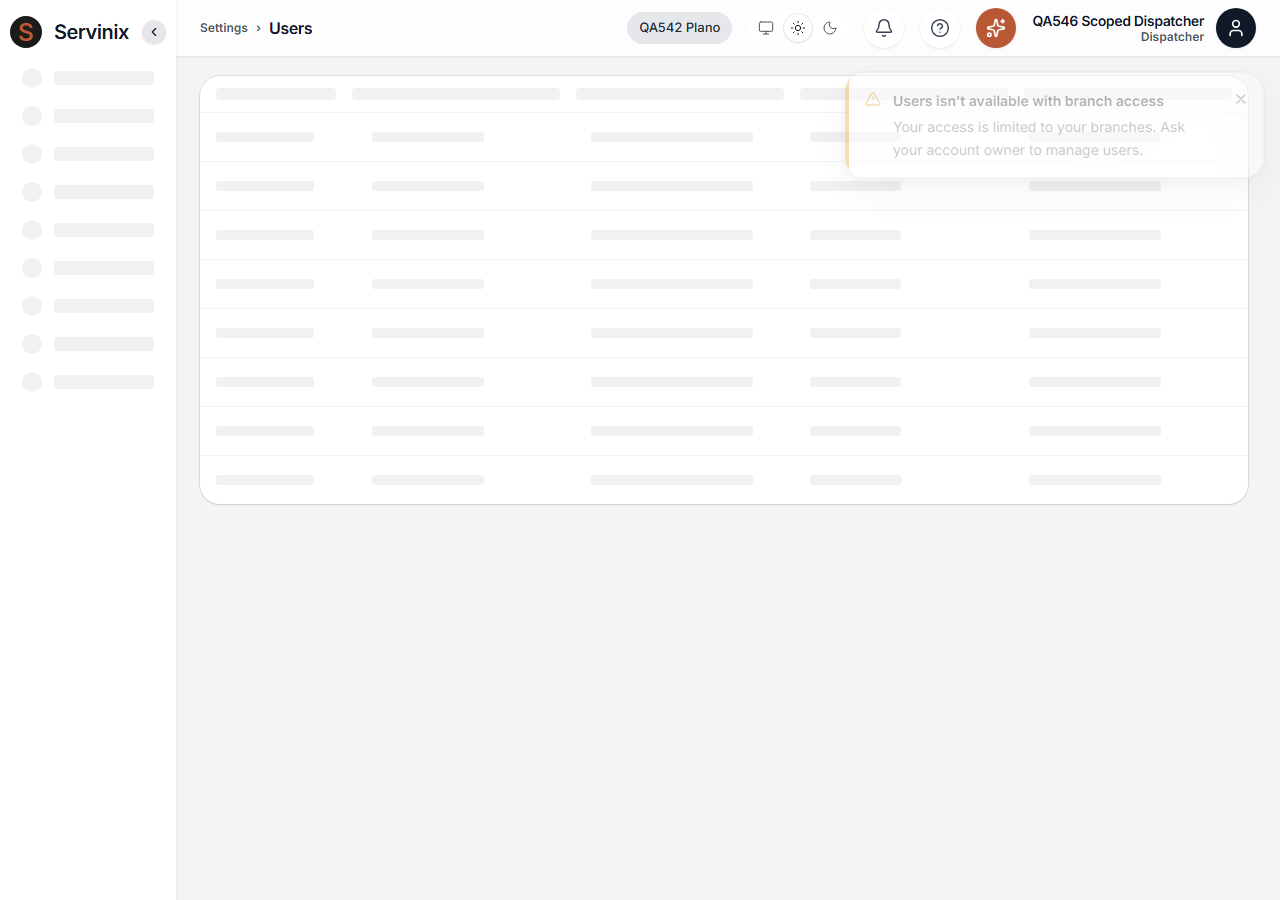 S Servinix
Settings › Users
QA542 Plano
QA546 Scoped Dispatcher
Dispatcher
Users isn't available with branch access
Your access is limited to your branches. Ask
your account owner to manage users.